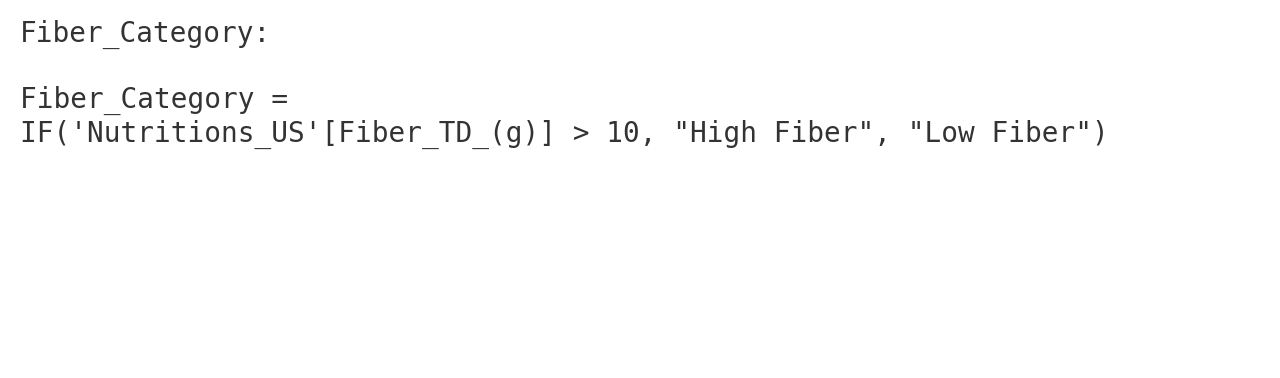 Fiber_Category:
Fiber_Category =
IF('Nutritions_US'[Fiber_TD_(g)] > 10, "High Fiber", "Low Fiber")